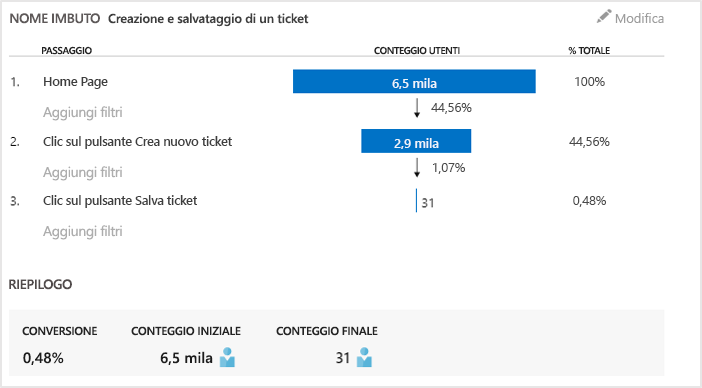 NOME IMBUTO Creazione e salvataggio di un ticket Modifica
PASSAGGIO CONTEGGIO UTENTI % TOTALE
1. Home Page 6,5 mila 100%
Aggiungi filtri 44,56%
2. Clic sul pulsante Crea nuovo ticket 2,9 mila 44,56%
Aggiungi filtri 1,07%
3. Clic sul pulsante Salva ticket 31 0,48%
Aggiungi filtri
RIEPILOGO
CONVERSIONE CONTEGGIO INIZIALE CONTEGGIO FINALE
0,48% 6,5 mila 31